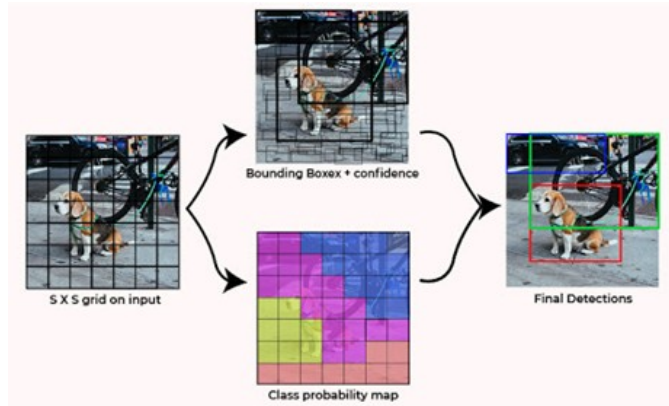 Bounding Boxex + confidence
S X S grid on input
Final Detections
Class probability map